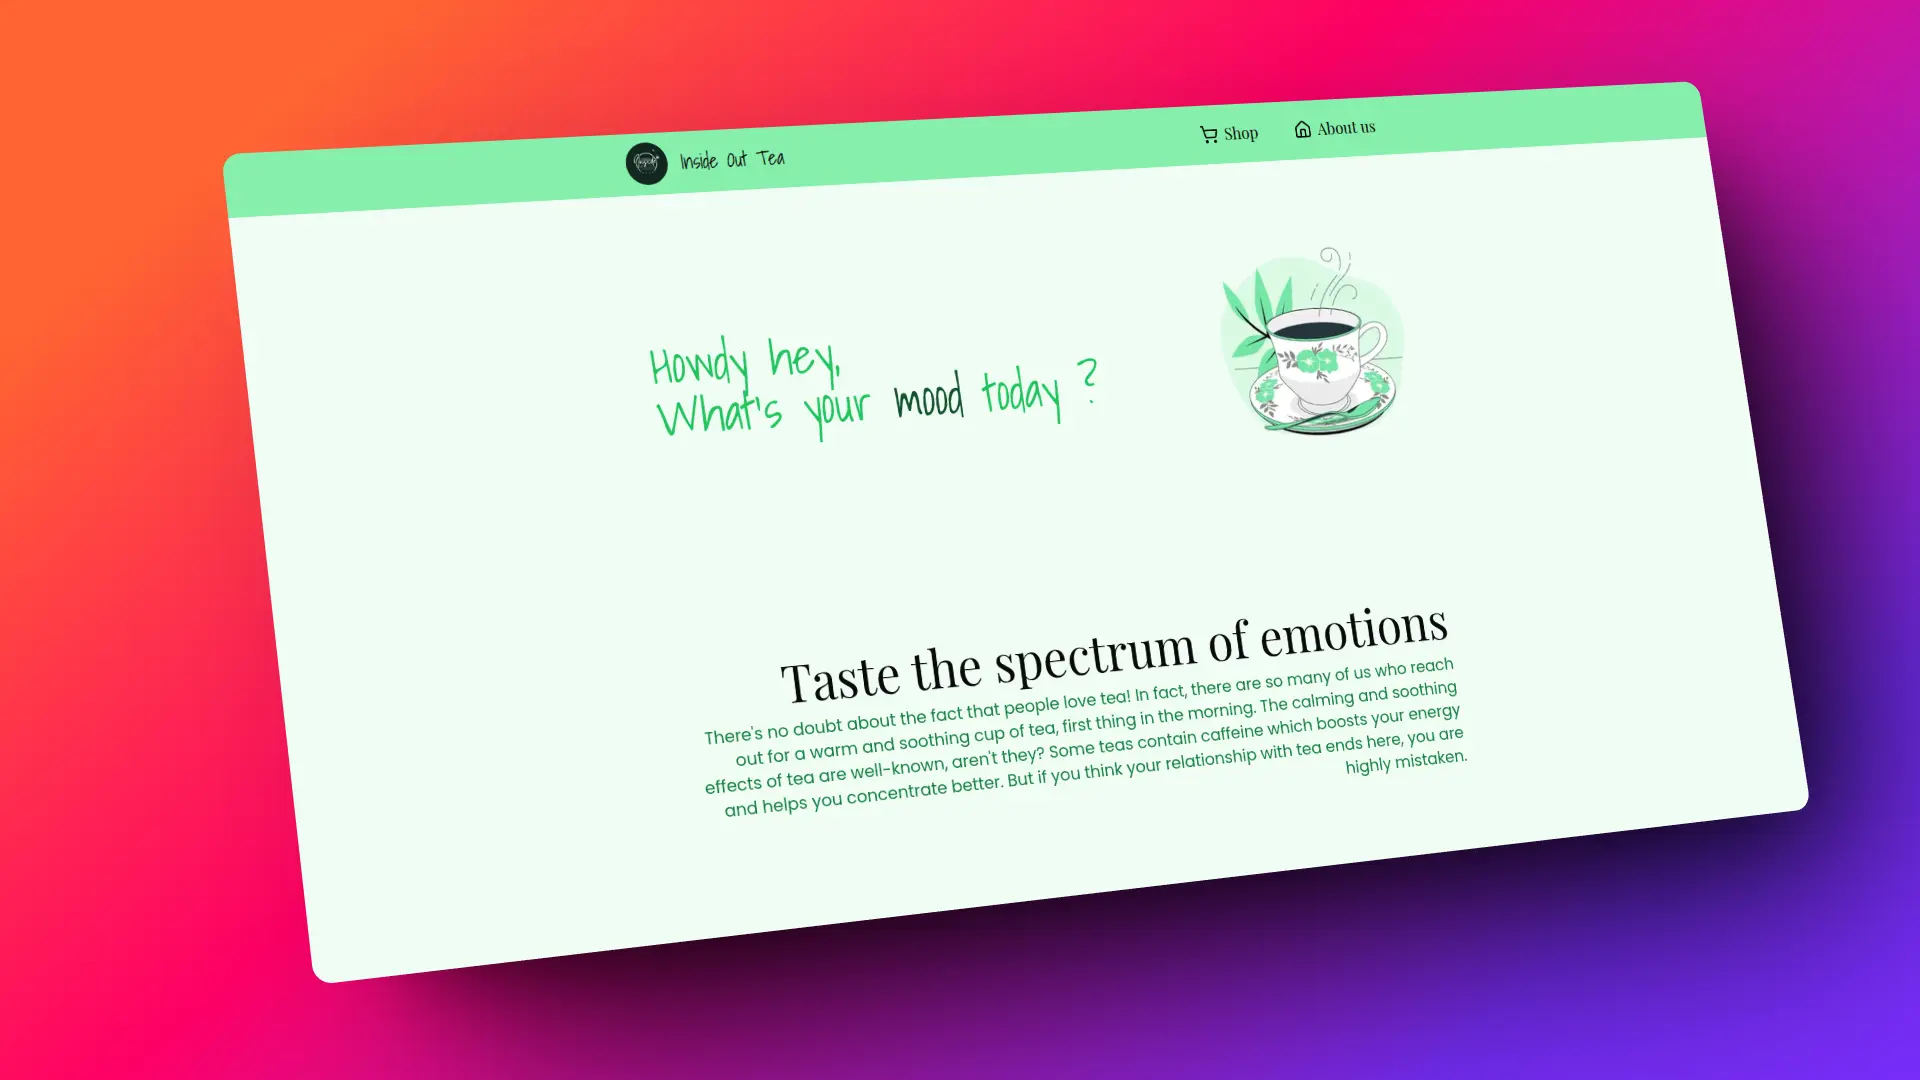 Inside Out Tea
Shop
About us
Howdy hey,
What's your mood today ?
Taste the spectrum of emotions
There's no doubt about the fact that people love tea! In fact, there are so many of us who reach
out for a warm and soothing cup of tea, first thing in the morning. The calming and soothing
effects of tea are well-known, aren't they? Some teas contain caffeine which boosts your energy
and helps you concentrate better. But if you think your relationship with tea ends here, you are
highly mistaken.